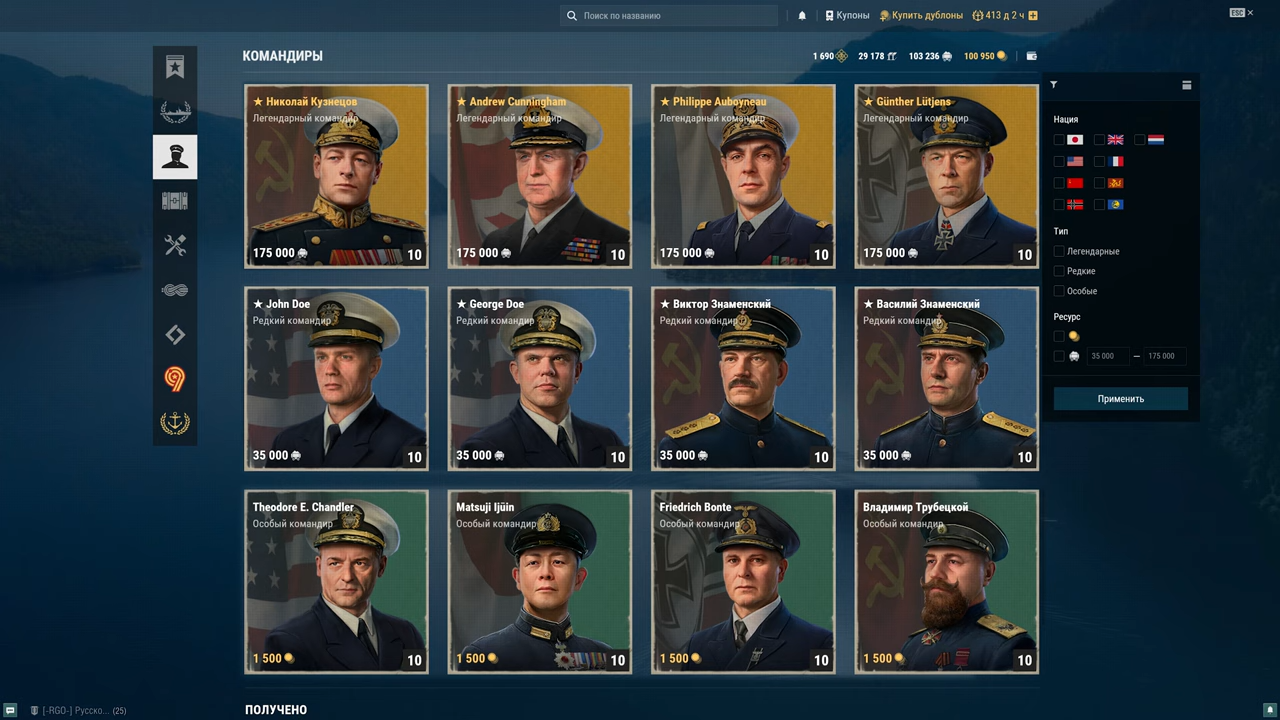 Поиск по названию
Купоны
Купить дублоны
413 д 2 ч
ESC
КОМАНДИРЫ
1 690
29 178
103 236
100 950
★ Николай Кузнецов
Легендарный командир
175 000
10
★ Andrew Cunningham
Легендарный командир
175 000
10
★ Philippe Auboyneau
Легендарный командир
175 000
10
★ Günther Lütjens
Легендарный командир
175 000
10
★ John Doe
Редкий командир
35 000
10
★ George Doe
Редкий командир
35 000
10
★ Виктор Знаменский
Редкий командир
35 000
10
★ Василий Знаменский
Редкий командир
35 000
10
Theodore E. Chandler
Особый командир
1 500
10
Matsuji Ijūin
Особый командир
1 500
10
Friedrich Bonte
Особый командир
1 500
10
Владимир Трубецкой
Особый командир
1 500
10
Нация
Тип
Легендарные
Редкие
Особые
Ресурс
35 000 — 175 000
Применить
ПОЛУЧЕНО
[-RGO-] Русско... (25)